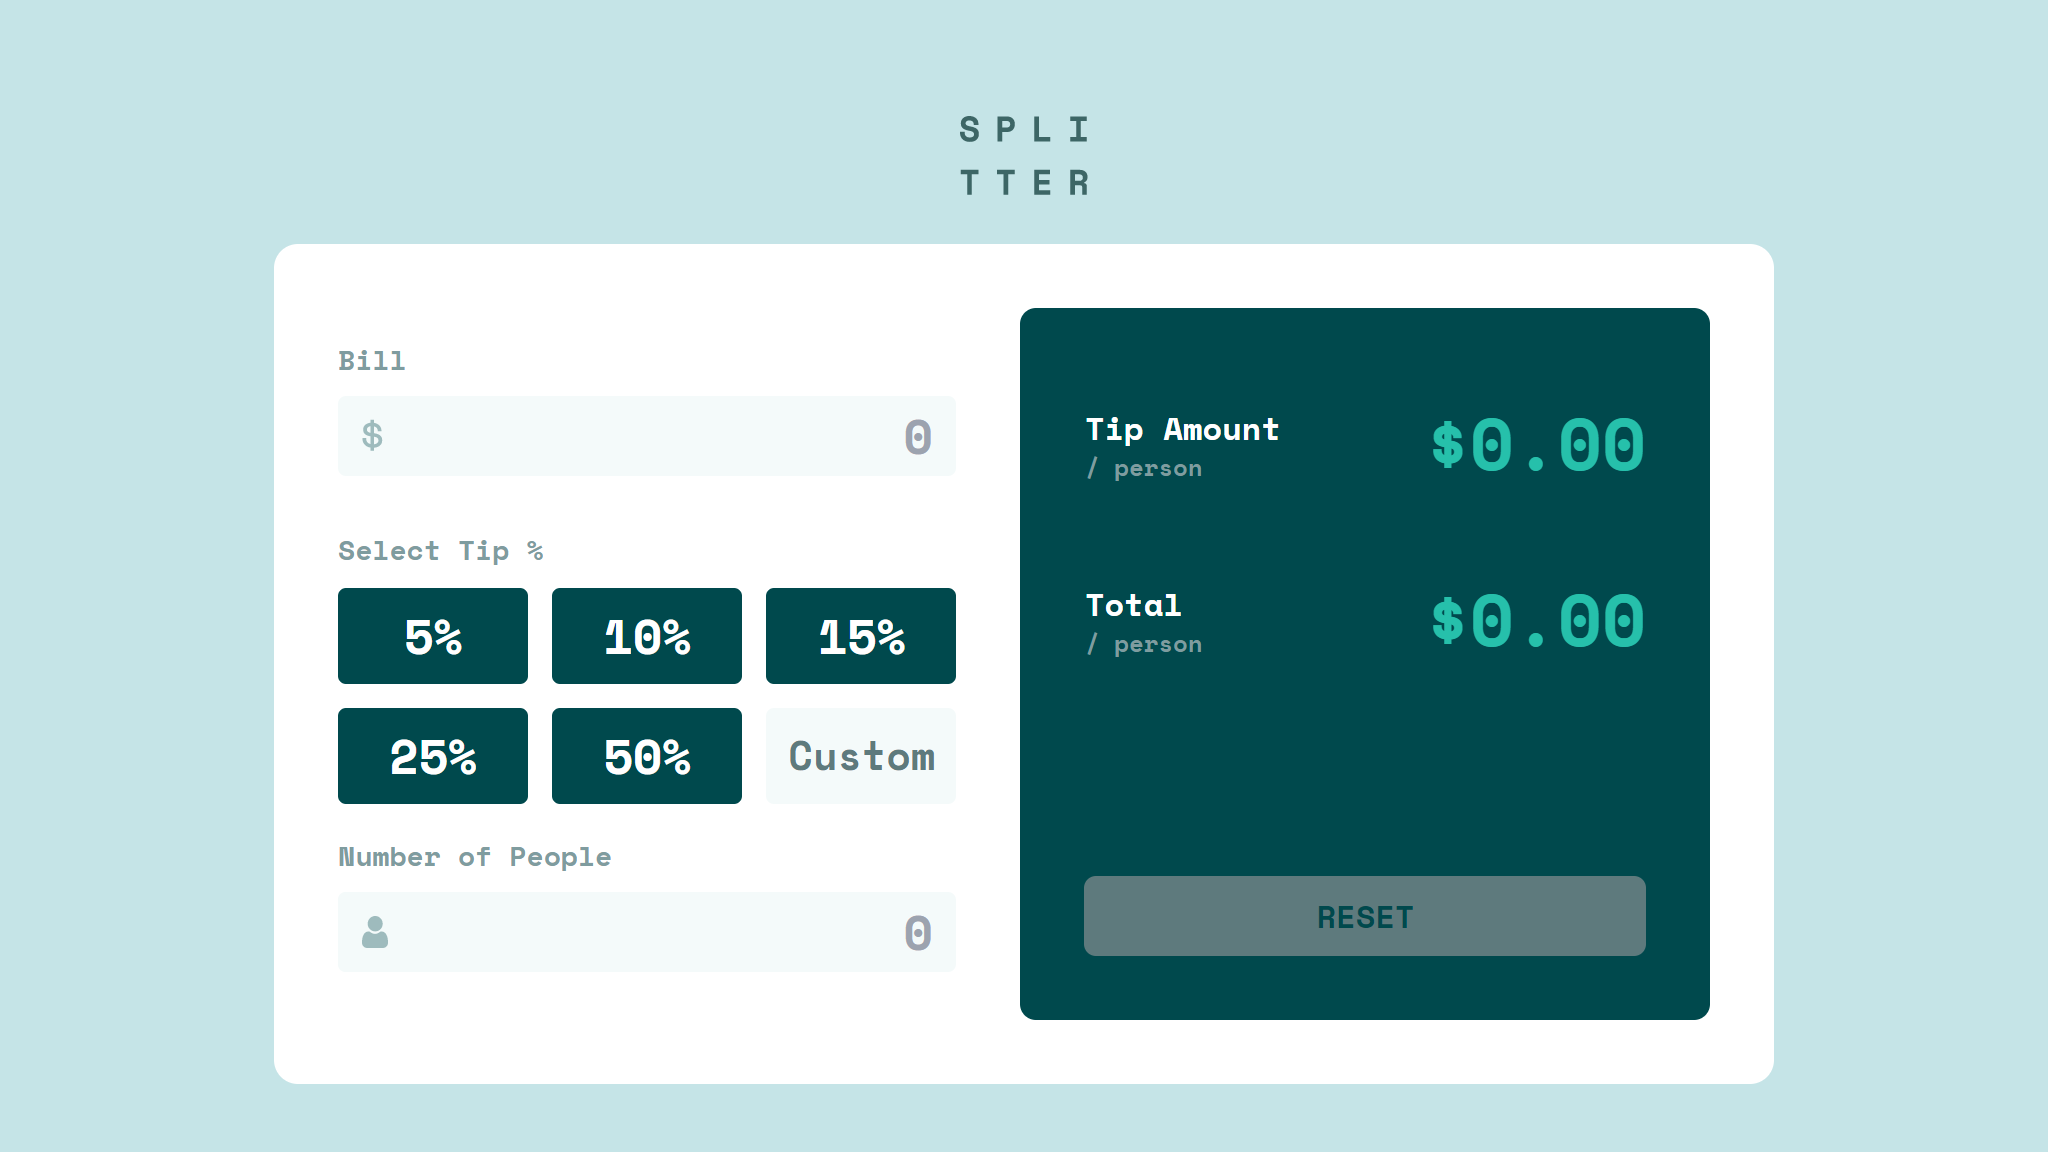 SPLI
TTER
Bill
$ 0
Select Tip %
5% 10% 15%
25% 50% Custom
Number of People
0
Tip Amount
/ person
$0.00
Total
/ person
$0.00
RESET